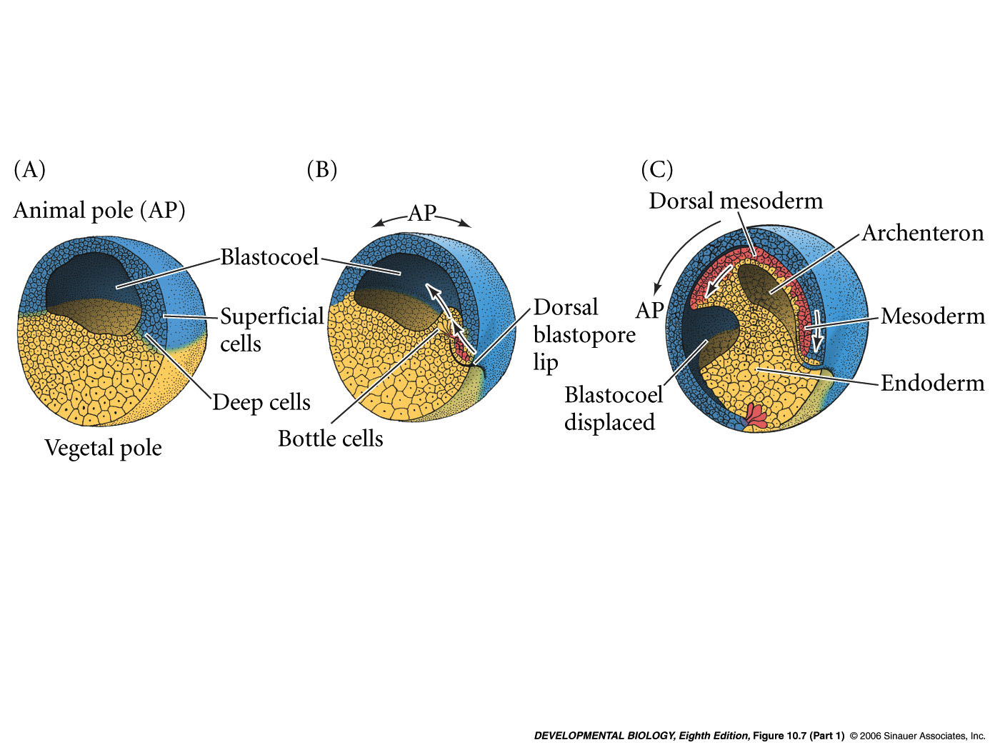 (A)
Animal pole (AP)
Blastocoel
Superficial
cells
Deep cells
Vegetal pole
(B)
AP
Dorsal
blastopore
lip
Bottle cells
(C)
Dorsal mesoderm
Archenteron
AP
Mesoderm
Endoderm
Blastocoel
displaced
DEVELOPMENTAL BIOLOGY, Eighth Edition, Figure 10.7 (Part 1) © 2006 Sinauer Associates, Inc.